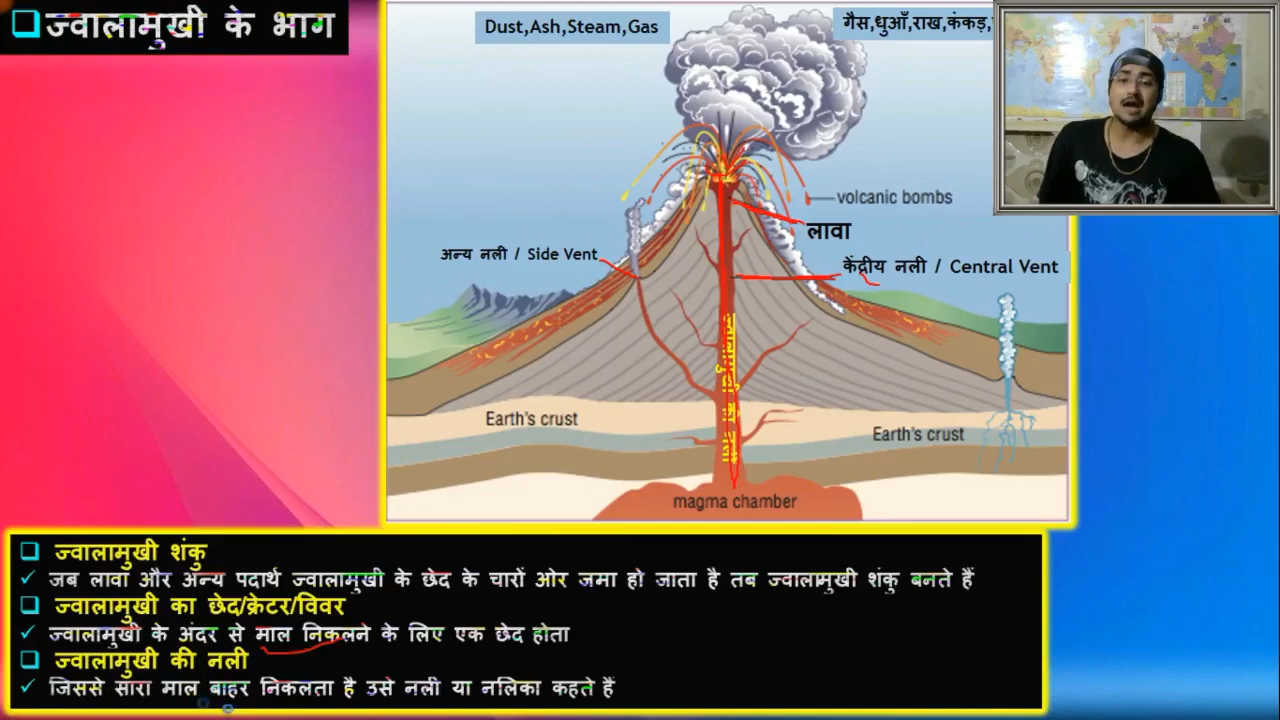 ज्वालामुखी के भाग
Dust,Ash,Steam,Gas
गैस,धुआँ,राख,कंकड़,
volcanic bombs
लावा
अन्य नली / Side Vent
केंद्रीय नली / Central Vent
Earth's crust
Earth's crust
magma chamber
ज्वालामुखी शंकु
जब लावा और अन्य पदार्थ ज्वालामुखी के छेद के चारों ओर जमा हो जाता है तब ज्वालामुखी शंकु बनते हैं
ज्वालामुखी का छेद/क्रेटर/विवर
ज्वालामुखी के अंदर से माल निकलने के लिए एक छेद होता
ज्वालामुखी की नली
जिससे सारा माल बाहर निकलता है उसे नली या नलिका कहते हैं